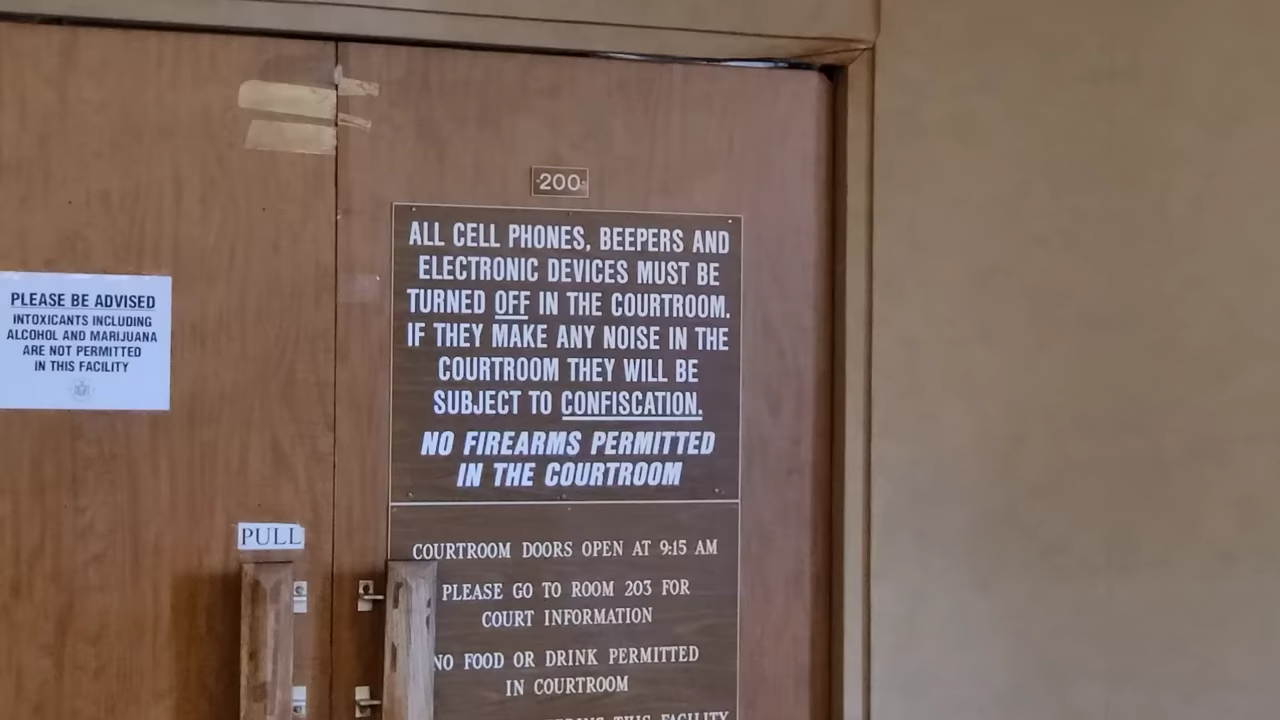 200
ALL CELL PHONES, BEEPERS AND
ELECTRONIC DEVICES MUST BE
TURNED OFF IN THE COURTROOM.
IF THEY MAKE ANY NOISE IN THE
COURTROOM THEY WILL BE
SUBJECT TO CONFISCATION.
NO FIREARMS PERMITTED
IN THE COURTROOM
PLEASE BE ADVISED
INTOXICANTS INCLUDING
ALCOHOL AND MARIJUANA
ARE NOT PERMITTED
IN THIS FACILITY
PULL
COURTROOM DOORS OPEN AT 9:15 AM
PLEASE GO TO ROOM 203 FOR
COURT INFORMATION
NO FOOD OR DRINK PERMITTED
IN COURTROOM
THIS FACILITY